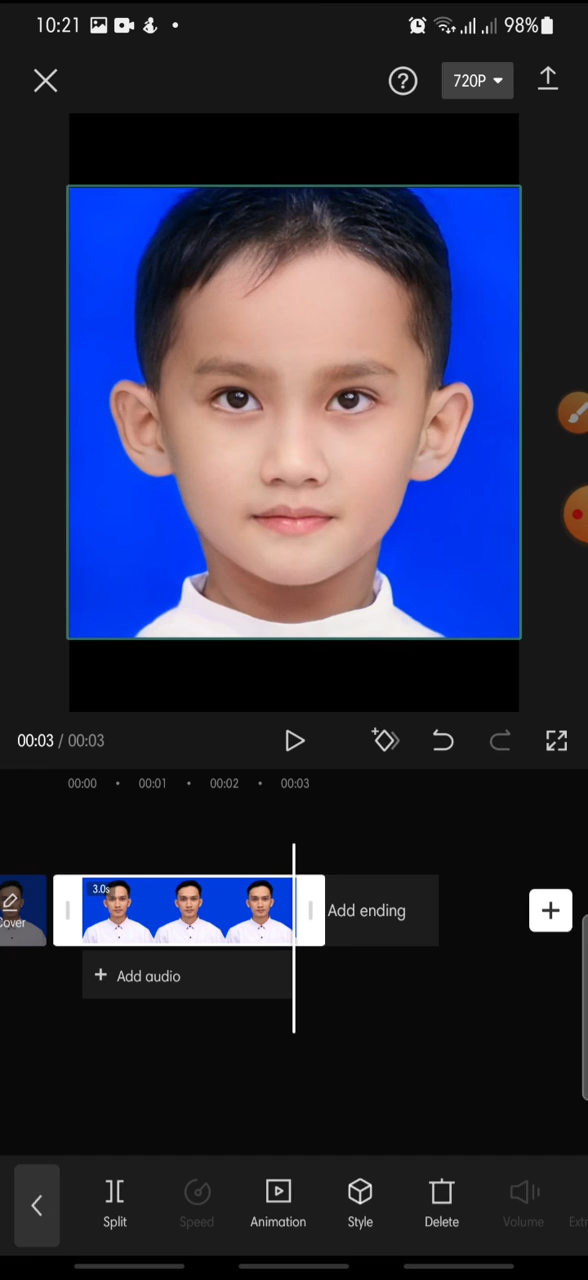 10:21 98%
720P
00:03 / 00:03
00:00 00:01 00:02 00:03
3.0s
Cover
Add ending
+ Add audio
Split Speed Animation Style Delete Volume Extr